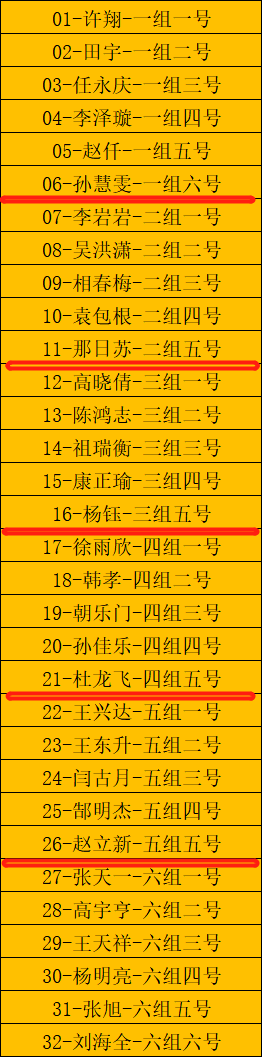 01-许翔-一组一号
02-田宇-一组二号
03-任永庆-一组三号
04-李泽璇-一组四号
05-赵仟-一组五号
06-孙慧雯-一组六号
07-李岩岩-二组一号
08-吴洪潇-二组二号
09-相春梅-二组三号
10-袁包根-二组四号
11-那日苏-二组五号
12-高晓倩-三组一号
13-陈鸿志-三组二号
14-祖瑞衡-三组三号
15-康正瑜-三组四号
16-杨钰-三组五号
17-徐雨欣-四组一号
18-韩孝-四组二号
19-朝乐门-四组三号
20-孙佳乐-四组四号
21-杜龙飞-四组五号
22-王兴达-五组一号
23-王东升-五组二号
24-闫古月-五组三号
25-郜明杰-五组四号
26-赵立新-五组五号
27-张天一-六组一号
28-高宇亨-六组二号
29-王天祥-六组三号
30-杨明亮-六组四号
31-张旭-六组五号
32-刘海全-六组六号